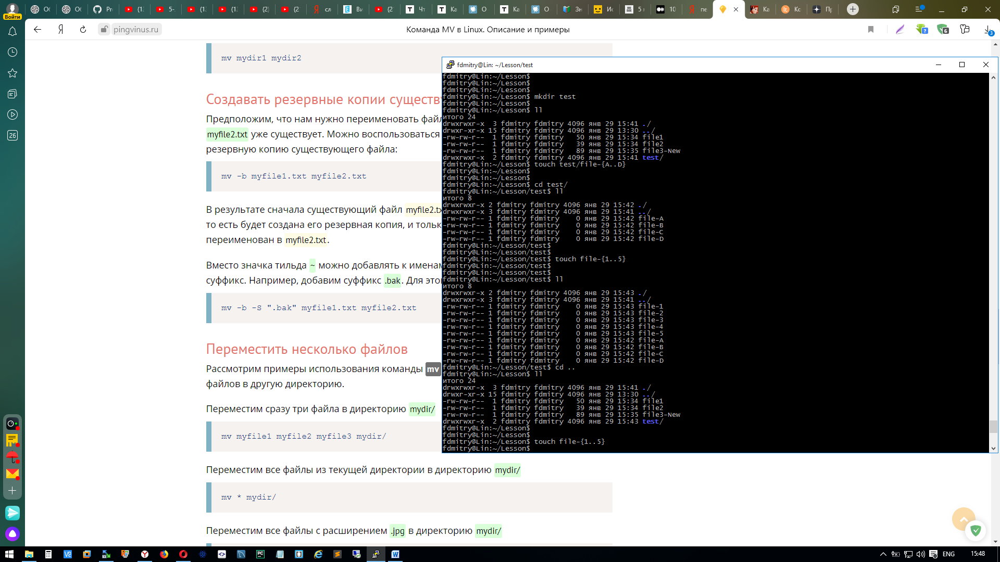 Войти
Об
Об
Pr
(1
5-
(1
(1
(2
(2
сл
Ви
(2
Чт
Ка
О
Ка
О
Зн
Ис
5 п
10
пе
Ка
Кс
Пр
pingvinus.ru
Команда MV в Linux. Описание и примеры
26
mv mydir1 mydir2
Создавать резервные копии существ
Предположим, что нам нужно переименовать файл
myfile2.txt уже существует. Можно воспользоваться
резервную копию существующего файла:
mv -b myfile1.txt myfile2.txt
В результате сначала существующий файл myfile2.tx
то есть будет создана его резервная копия, и тольк
переименован в myfile2.txt.
Вместо значка тильда ~ можно добавлять к именам
суффикс. Например, добавим суффикс .bak. Для этог
mv -b -S ".bak" myfile1.txt myfile2.txt
Переместить несколько файлов
Рассмотрим примеры использования команды mv
файлов в другую директорию.
Переместим сразу три файла в директорию mydir/
mv myfile1 myfile2 myfile3 mydir/
Переместим все файлы из текущей директории в директорию mydir/
mv * mydir/
Переместим все файлы с расширением .jpg в директорию mydir/
fdmitry@Lin: ~/Lesson/test
fdmitry@Lin:~/Lesson$
fdmitry@Lin:~/Lesson$
fdmitry@Lin:~/Lesson$
fdmitry@Lin:~/Lesson$ mkdir test
fdmitry@Lin:~/Lesson$
fdmitry@Lin:~/Lesson$ ll
итого 24
drwxrwxr-x  3 fdmitry fdmitry 4096 янв 29 15:41 ./
drwxr-xr-x 15 fdmitry fdmitry 4096 янв 29 13:30 ../
-rw-rw-r--  1 fdmitry fdmitry   50 янв 29 15:34 file1
-rw-rw-r--  1 fdmitry fdmitry   39 янв 29 15:34 file2
-rw-rw-r--  1 fdmitry fdmitry   89 янв 29 15:35 file3-New
drwxrwxr-x  2 fdmitry fdmitry 4096 янв 29 15:41 test/
fdmitry@Lin:~/Lesson$ touch test/file-{A..D}
fdmitry@Lin:~/Lesson$
fdmitry@Lin:~/Lesson$
fdmitry@Lin:~/Lesson$ cd test/
fdmitry@Lin:~/Lesson/test$ ll
итого 8
drwxrwxr-x 2 fdmitry fdmitry 4096 янв 29 15:42 ./
drwxrwxr-x 3 fdmitry fdmitry 4096 янв 29 15:41 ../
-rw-rw-r-- 1 fdmitry fdmitry    0 янв 29 15:42 file-A
-rw-rw-r-- 1 fdmitry fdmitry    0 янв 29 15:42 file-B
-rw-rw-r-- 1 fdmitry fdmitry    0 янв 29 15:42 file-C
-rw-rw-r-- 1 fdmitry fdmitry    0 янв 29 15:42 file-D
fdmitry@Lin:~/Lesson/test$
fdmitry@Lin:~/Lesson/test$
fdmitry@Lin:~/Lesson/test$ touch file-{1..5}
fdmitry@Lin:~/Lesson/test$
fdmitry@Lin:~/Lesson/test$
fdmitry@Lin:~/Lesson/test$ ll
итого 8
drwxrwxr-x 2 fdmitry fdmitry 4096 янв 29 15:43 ./
drwxrwxr-x 3 fdmitry fdmitry 4096 янв 29 15:41 ../
-rw-rw-r-- 1 fdmitry fdmitry    0 янв 29 15:43 file-1
-rw-rw-r-- 1 fdmitry fdmitry    0 янв 29 15:43 file-2
-rw-rw-r-- 1 fdmitry fdmitry    0 янв 29 15:43 file-3
-rw-rw-r-- 1 fdmitry fdmitry    0 янв 29 15:43 file-4
-rw-rw-r-- 1 fdmitry fdmitry    0 янв 29 15:43 file-5
-rw-rw-r-- 1 fdmitry fdmitry    0 янв 29 15:42 file-A
-rw-rw-r-- 1 fdmitry fdmitry    0 янв 29 15:42 file-B
-rw-rw-r-- 1 fdmitry fdmitry    0 янв 29 15:42 file-C
-rw-rw-r-- 1 fdmitry fdmitry    0 янв 29 15:42 file-D
fdmitry@Lin:~/Lesson/test$ cd ..
fdmitry@Lin:~/Lesson$ ll
итого 24
drwxrwxr-x  3 fdmitry fdmitry 4096 янв 29 15:41 ./
drwxr-xr-x 15 fdmitry fdmitry 4096 янв 29 13:30 ../
-rw-rw-r--  1 fdmitry fdmitry   50 янв 29 15:34 file1
-rw-rw-r--  1 fdmitry fdmitry   39 янв 29 15:34 file2
-rw-rw-r--  1 fdmitry fdmitry   89 янв 29 15:35 file3-New
drwxrwxr-x  2 fdmitry fdmitry 4096 янв 29 15:43 test/
fdmitry@Lin:~/Lesson$
fdmitry@Lin:~/Lesson$
fdmitry@Lin:~/Lesson$ touch file-{1..5}
fdmitry@Lin:~/Lesson$
ENG
15:48